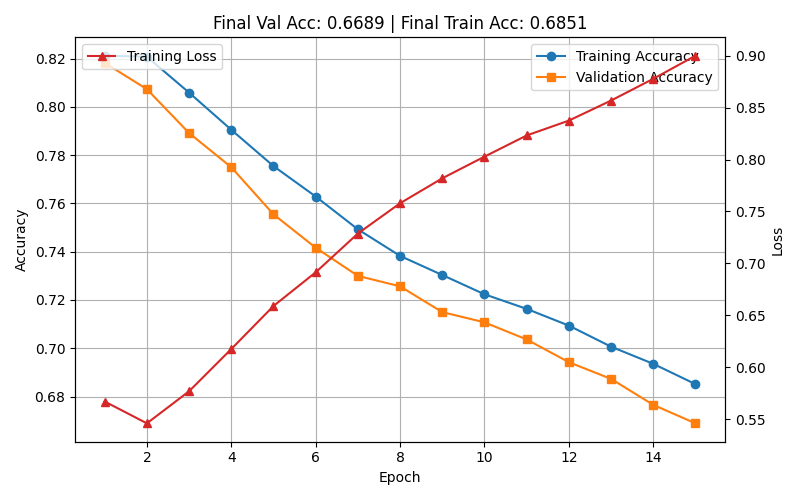 Final Val Acc: 0.6689 | Final Train Acc: 0.6851
Training Loss
Training Accuracy
Validation Accuracy
Accuracy
0.82
0.80
0.78
0.76
0.74
0.72
0.70
0.68
0.90
0.85
0.80
0.75
0.70
0.65
0.60
0.55
Loss
2 4 6 8 10 12 14
Epoch